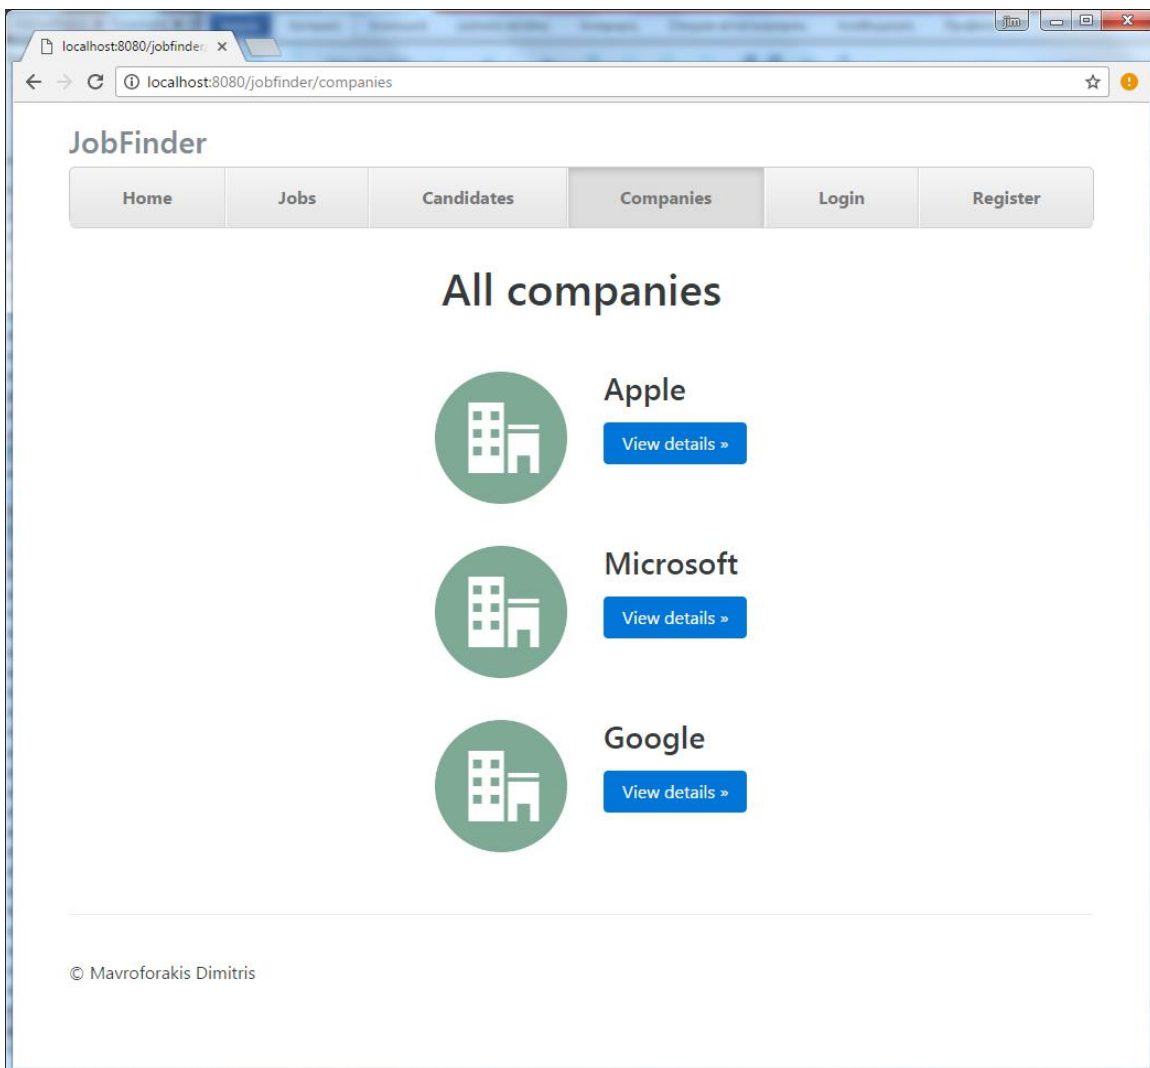 jim
localhost:8080/jobfinder/
localhost:8080/jobfinder/companies
JobFinder
Home Jobs Candidates Companies Login Register
All companies
Apple
View details »
Microsoft
View details »
Google
View details »
© Mavroforakis Dimitris